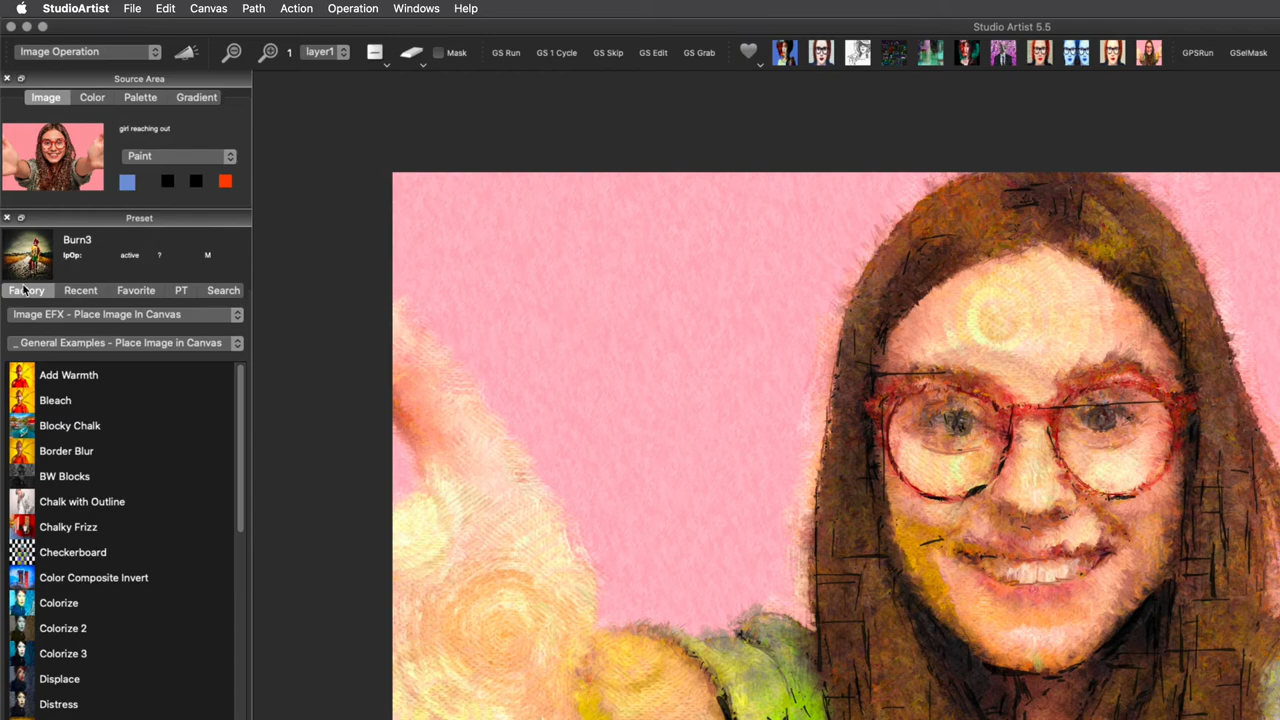 StudioArtist File Edit Canvas Path Action Operation Windows Help
Studio Artist 5.5
Image Operation 1 layer1 Mask GS Run GS 1 Cycle GS Skip GS Edit GS Grab GPSRun GSelMask
Source Area
Image Color Palette Gradient
girl reaching out
Paint
Preset
Burn3
IpOp: active ? M
Factory Recent Favorite PT Search
Image EFX - Place Image In Canvas
_ General Examples - Place Image in Canvas
Add Warmth
Bleach
Blocky Chalk
Border Blur
BW Blocks
Chalk with Outline
Chalky Frizz
Checkerboard
Color Composite Invert
Colorize
Colorize 2
Colorize 3
Displace
Distress